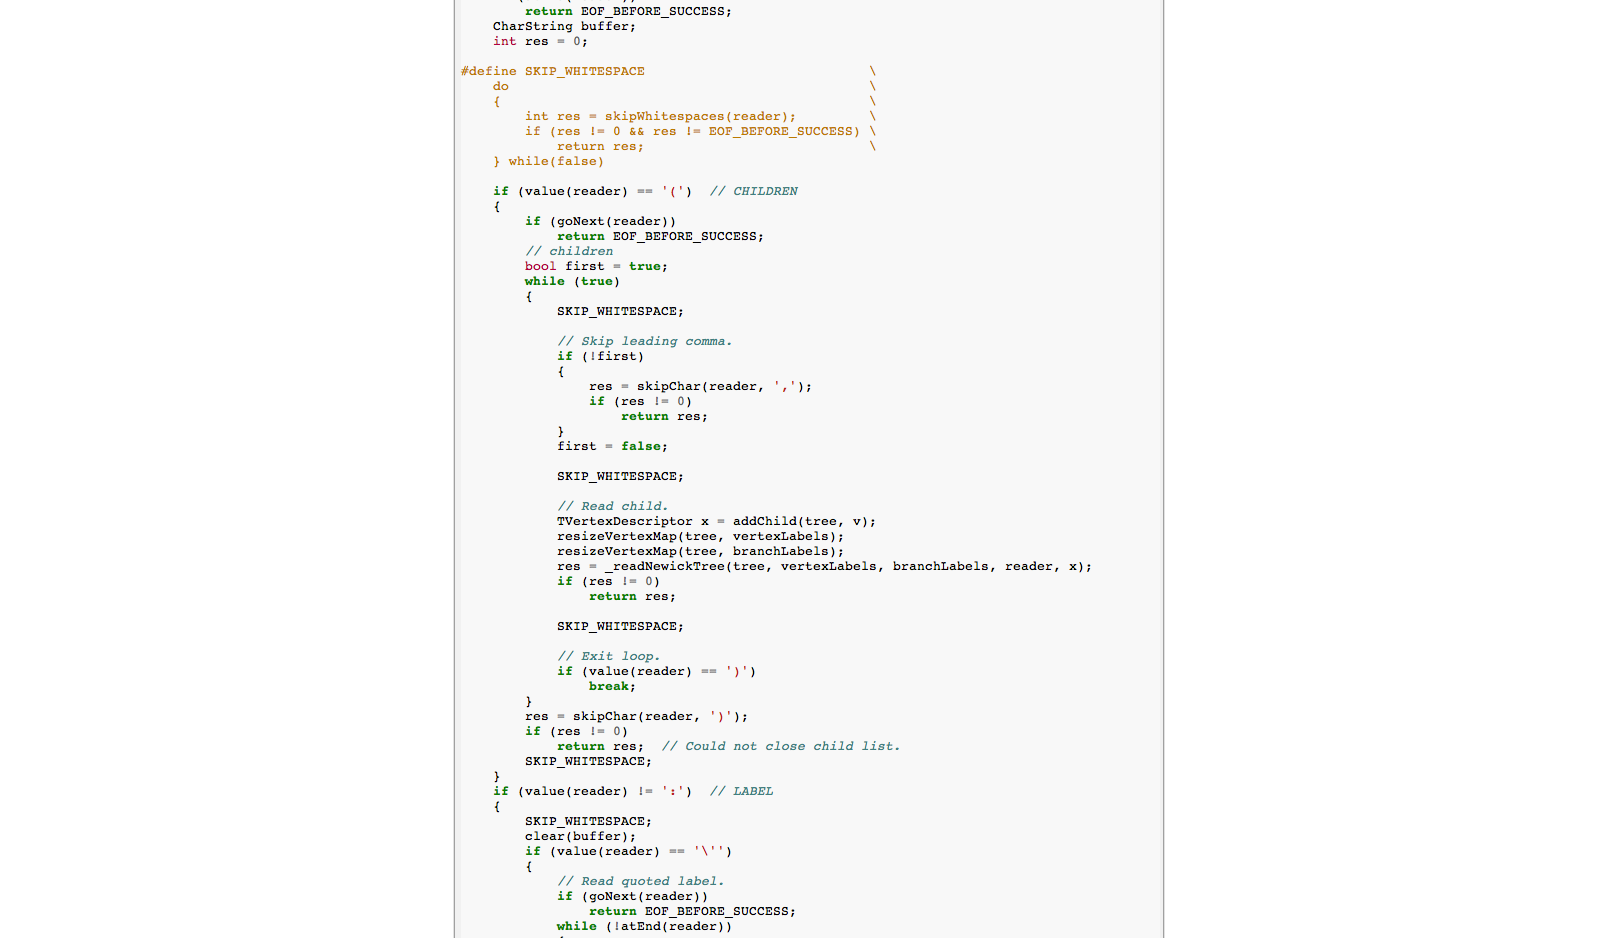 return EOF_BEFORE_SUCCESS;
CharString buffer;
int res = 0;
#define SKIP_WHITESPACE \
do \
{ \
int res = skipWhitespaces(reader); \
if (res != 0 && res != EOF_BEFORE_SUCCESS) \
return res; \
} while(false)
if (value(reader) == '(') // CHILDREN
{
if (goNext(reader))
return EOF_BEFORE_SUCCESS;
// children
bool first = true;
while (true)
{
SKIP_WHITESPACE;
// Skip leading comma.
if (!first)
{
res = skipChar(reader, ',');
if (res != 0)
return res;
}
first = false;
SKIP_WHITESPACE;
// Read child.
TVertexDescriptor x = addChild(tree, v);
resizeVertexMap(tree, vertexLabels);
resizeVertexMap(tree, branchLabels);
res = _readNewickTree(tree, vertexLabels, branchLabels, reader, x);
if (res != 0)
return res;
SKIP_WHITESPACE;
// Exit loop.
if (value(reader) == ')')
break;
}
res = skipChar(reader, ')');
if (res != 0)
return res; // Could not close child list.
SKIP_WHITESPACE;
}
if (value(reader) != ':') // LABEL
{
SKIP_WHITESPACE;
clear(buffer);
if (value(reader) == '\'')
{
// Read quoted label.
if (goNext(reader))
return EOF_BEFORE_SUCCESS;
while (!atEnd(reader))